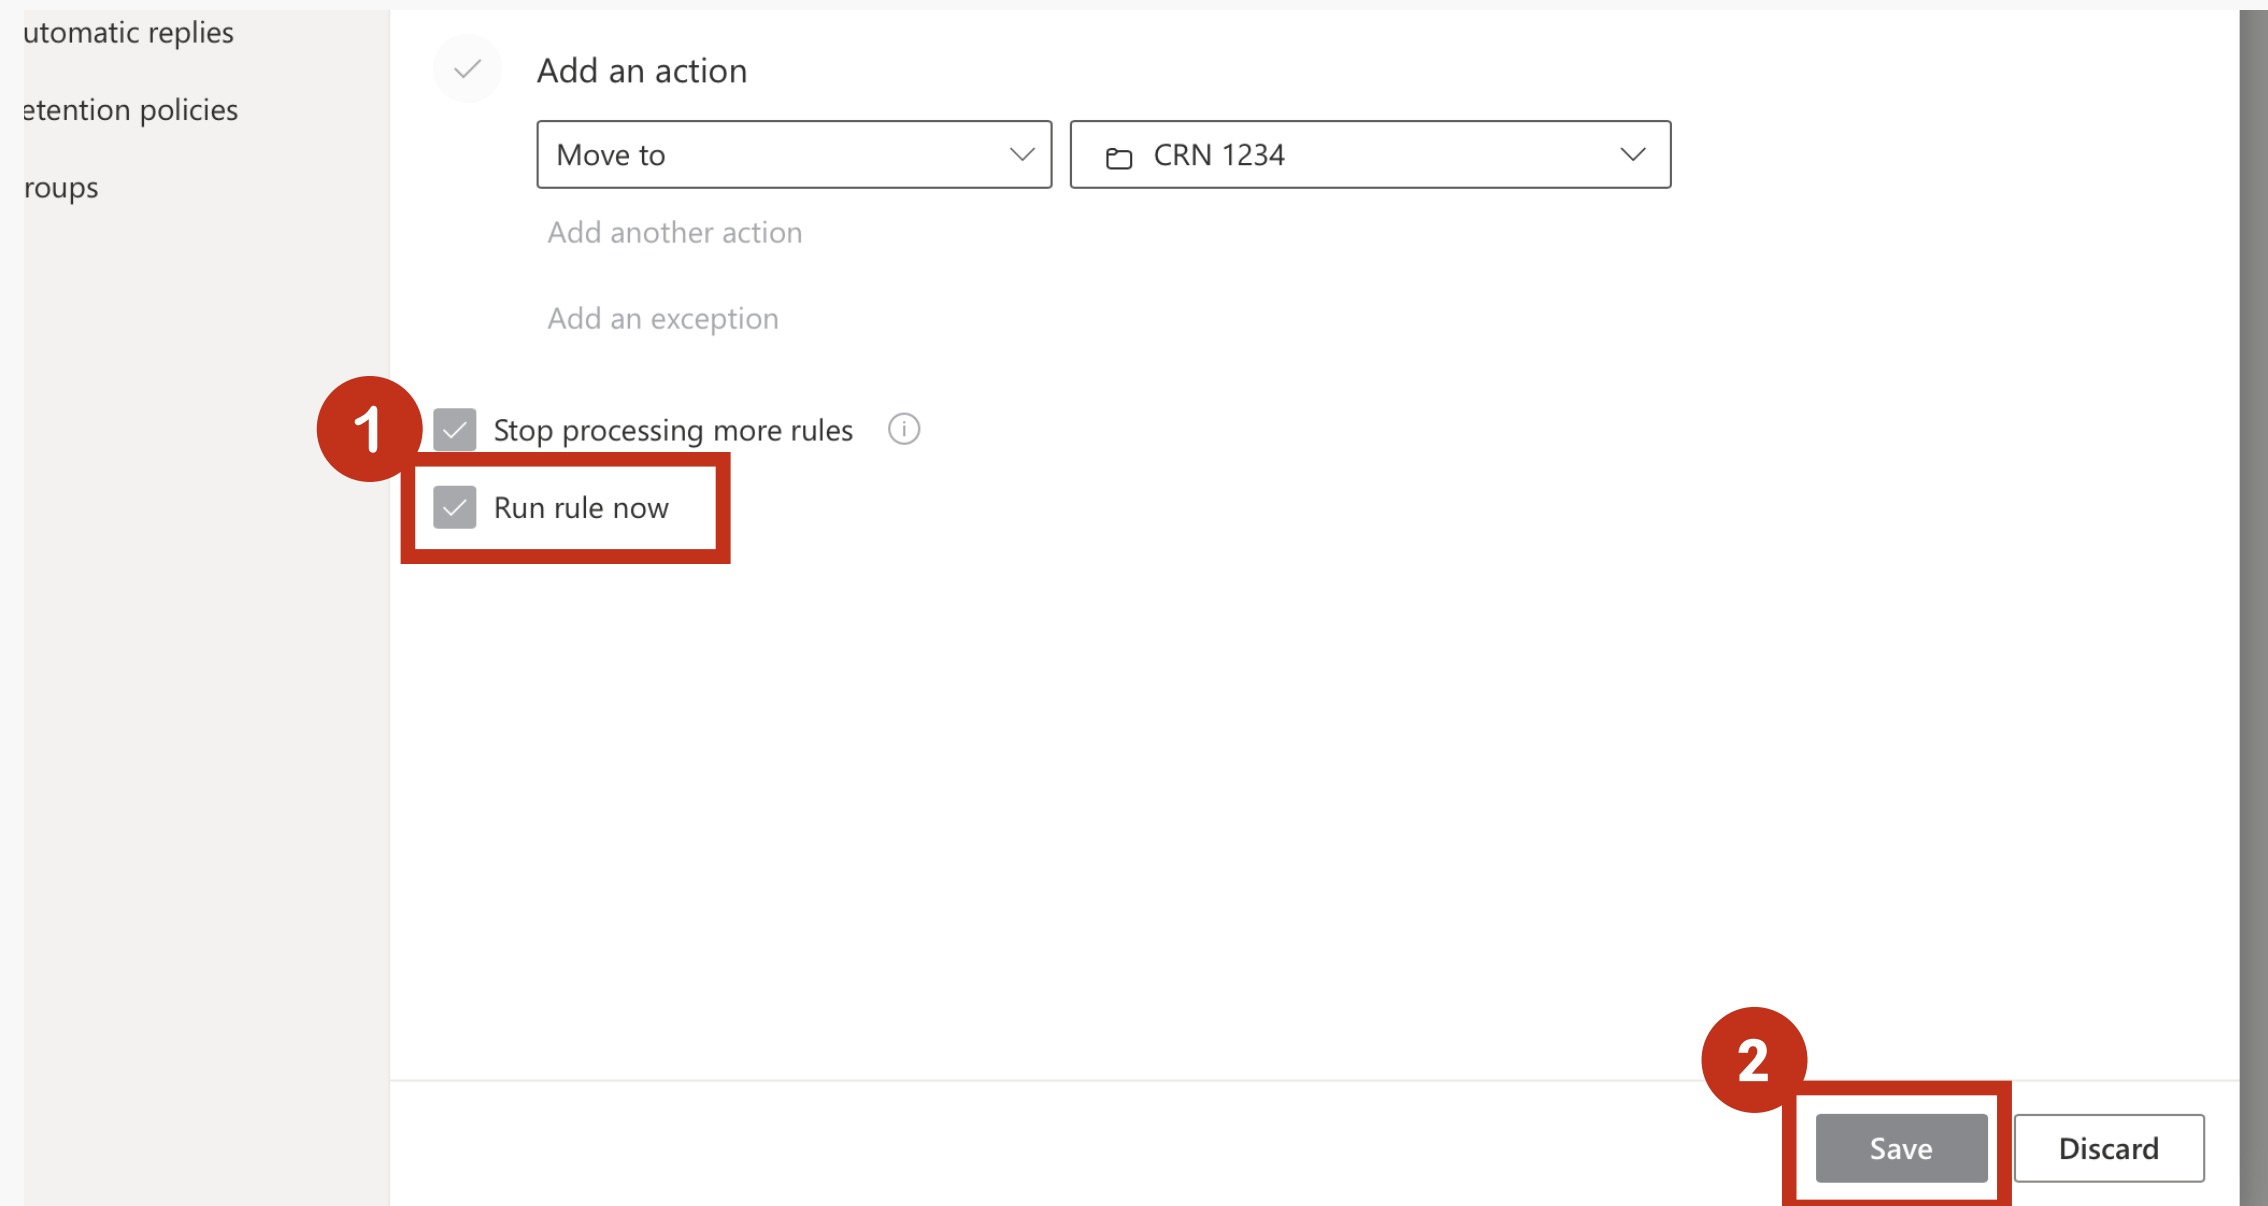 utomatic replies
etention policies
roups
Add an action
Move to
CRN 1234
Add another action
Add an exception
1
Stop processing more rules
Run rule now
2
Save
Discard